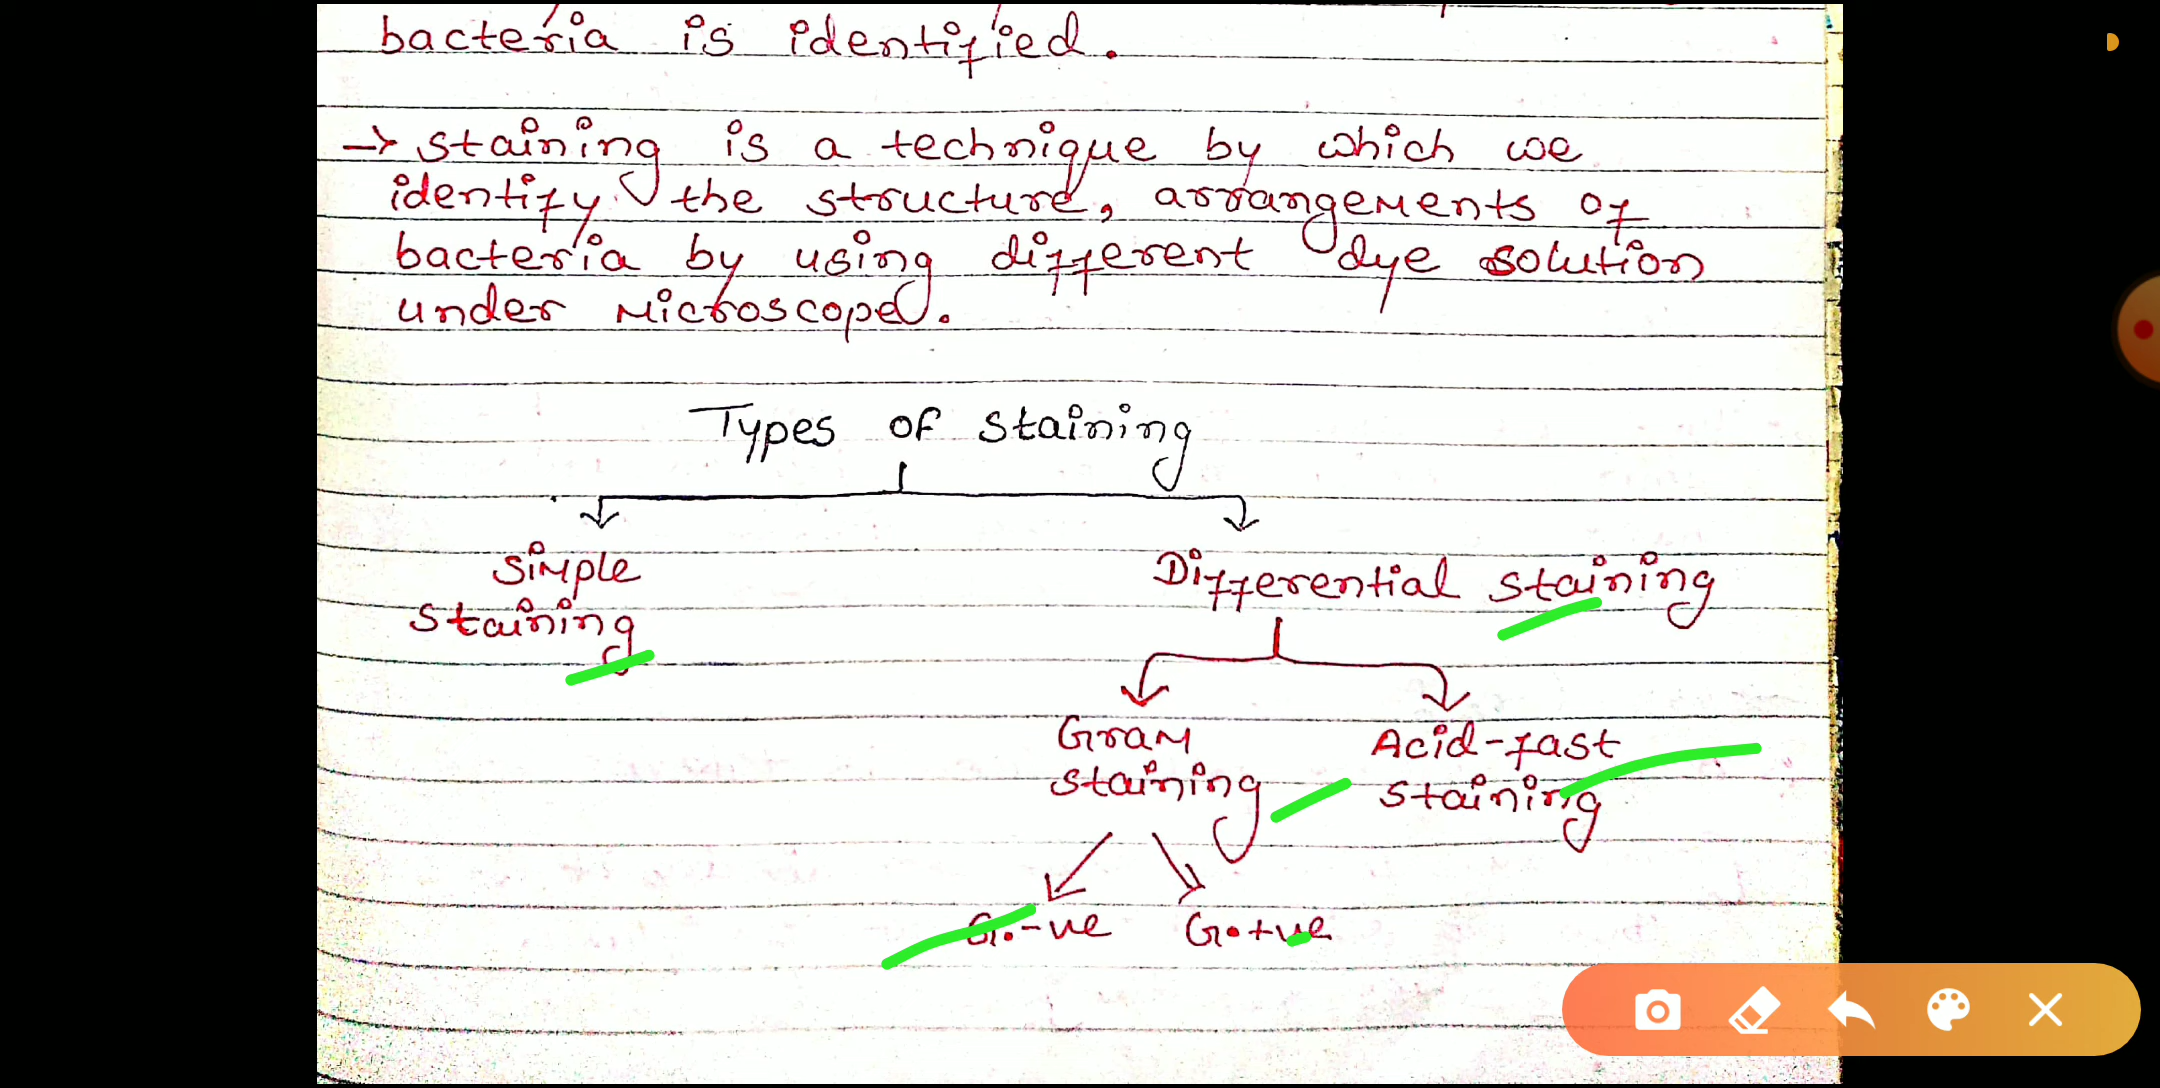 bacteria is identified.
→ staining is a technique by which we
identify the structure, arrangements of
bacteria by using different dye solution
under Microscope.
Types of staining
Simple
staining
Differential staining
Gram
staining
Acid-fast
staining
G.-ve G.+ve